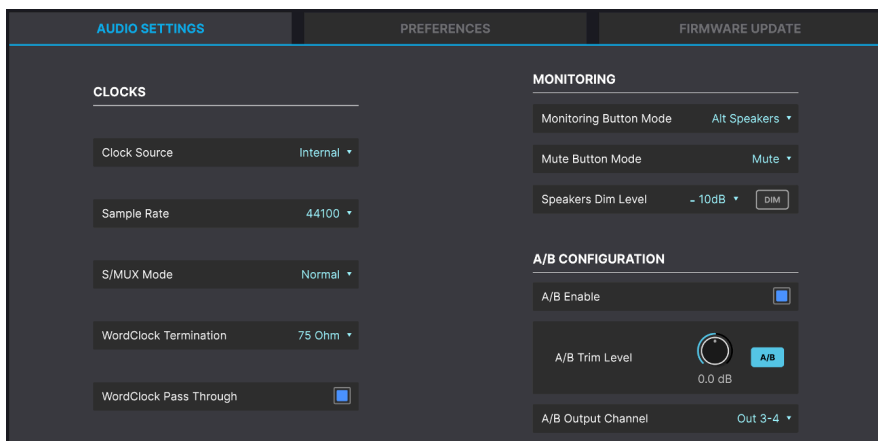 AUDIO SETTINGS
PREFERENCES
FIRMWARE UPDATE
CLOCKS
Clock Source Internal
Sample Rate 44100
S/MUX Mode Normal
WordClock Termination 75 Ohm
WordClock Pass Through
MONITORING
Monitoring Button Mode Alt Speakers
Mute Button Mode Mute
Speakers Dim Level - 10dB DIM
A/B CONFIGURATION
A/B Enable
A/B Trim Level A/B
0.0 dB
A/B Output Channel Out 3-4